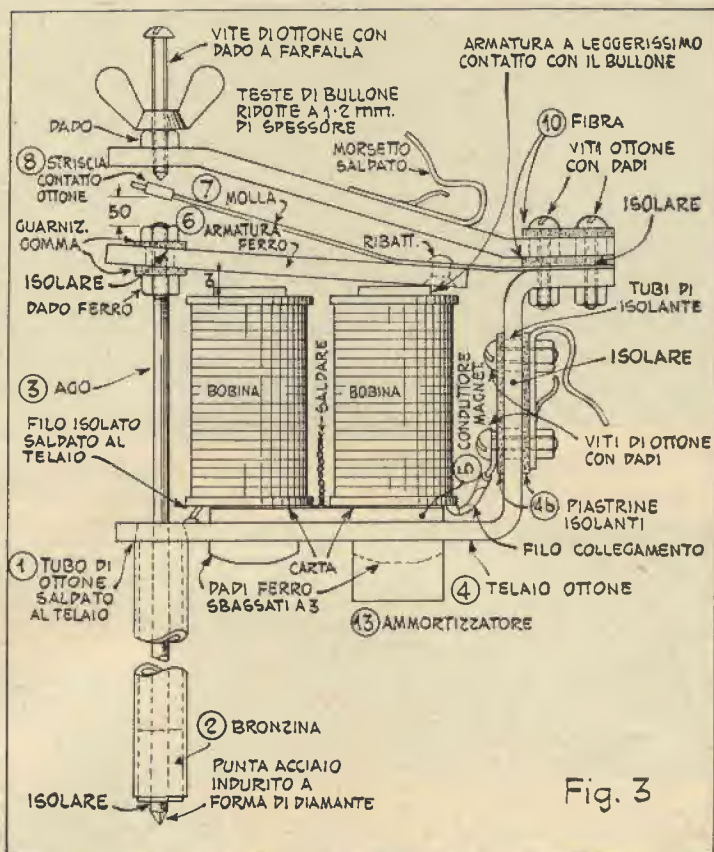 VITE DI OTTONE CON
DADO A FARFALLA
ARMATURA A LEGGERISSIMO
CONTATTO CON IL BULLONE
TESTE DI BULLONE
RIDOTTE A 1·2 mm.
DI SPESSORE
DADO
MORSETTO
SALDATO
10 FIBRA
VITI OTTONE
CON DADI
8 STRISCIA
CONTATTO
OTTONE
7 MOLLA
ISOLARE
50
6 ARMATURA
FERRO
RIBATT.
GUARNIZ.
GOMMA
ISOLARE
DADO FERRO
3
TUBI DI
ISOLANTE
3 AGO
BOBINA
SALDARE
BOBINA
CONDUTTORE
MAGNET.
ISOLARE
VITI DI OTTONE
CON DADI
FILO ISOLATO
SALDATO AL
TELAIO
5
4b PIASTRINE
ISOLANTI
CARTA
FILO COLLEGAMENTO
1 TUBO DI
OTTONE
SALDATO
AL TELAIO
DADI FERRO
SBASSATI A 3
4 TELAIO OTTONE
13 AMMORTIZZATORE
2 BRONZINA
PUNTA ACCIAIO
INDURITO A
FORMA DI DIAMANTE
ISOLARE
Fig. 3